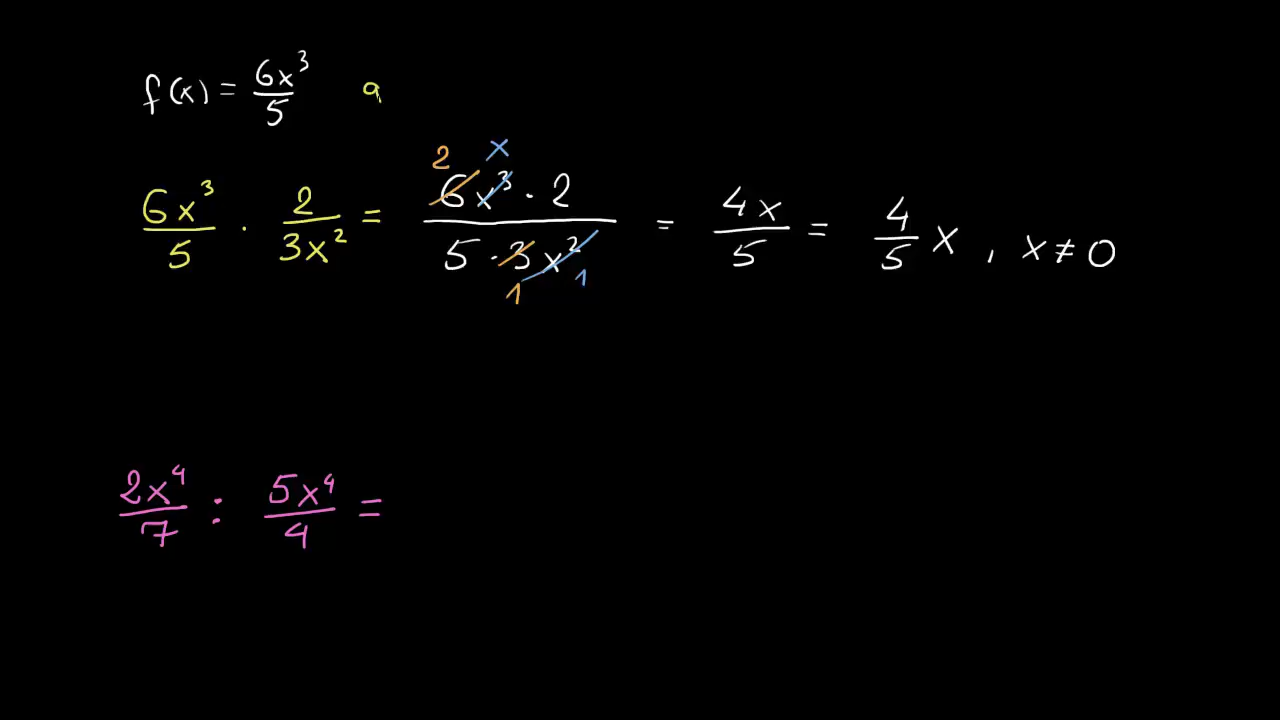 f(x) = 6x³/5 a
6x³/5 · 2/3x² = 2 x 6x³ · 2 / 5 · 3x² 1 1 = 4x/5 = 4/5 x , x ≠ 0
2x⁴/7 : 5x⁴/4 =